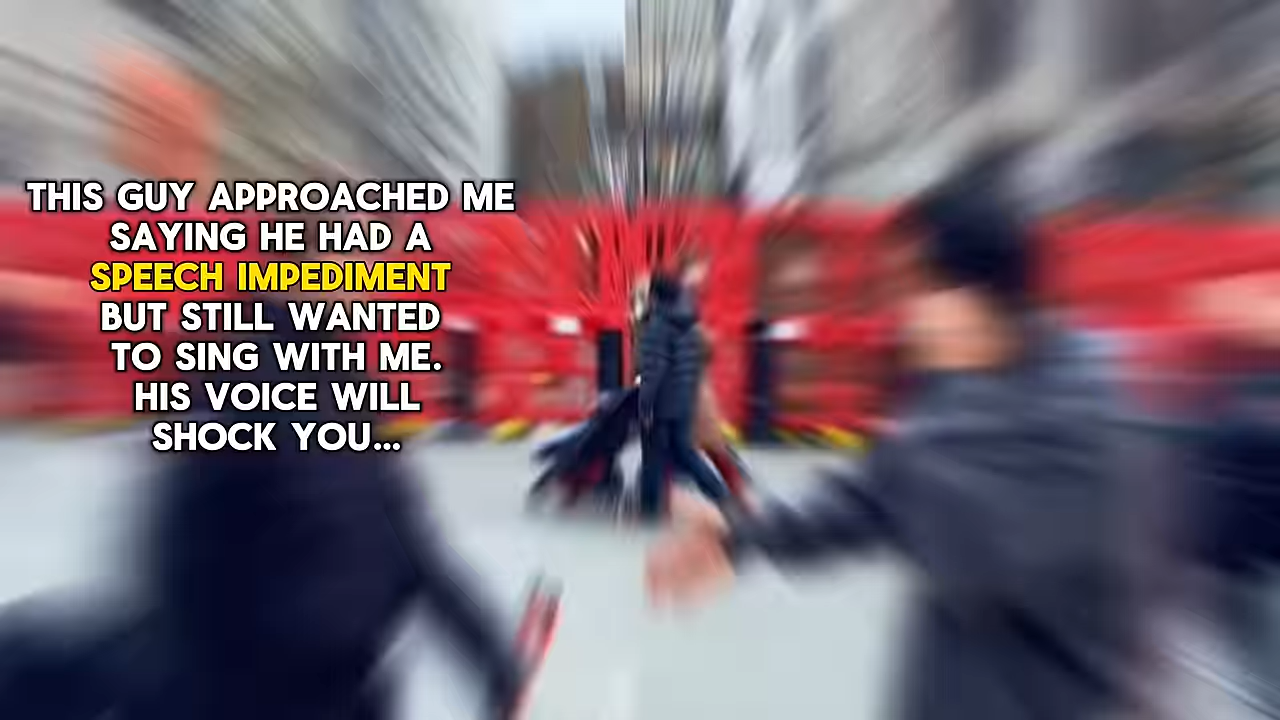 THIS GUY APPROACHED ME
SAYING HE HAD A
SPEECH IMPEDIMENT
BUT STILL WANTED
TO SING WITH ME.
HIS VOICE WILL
SHOCK YOU...